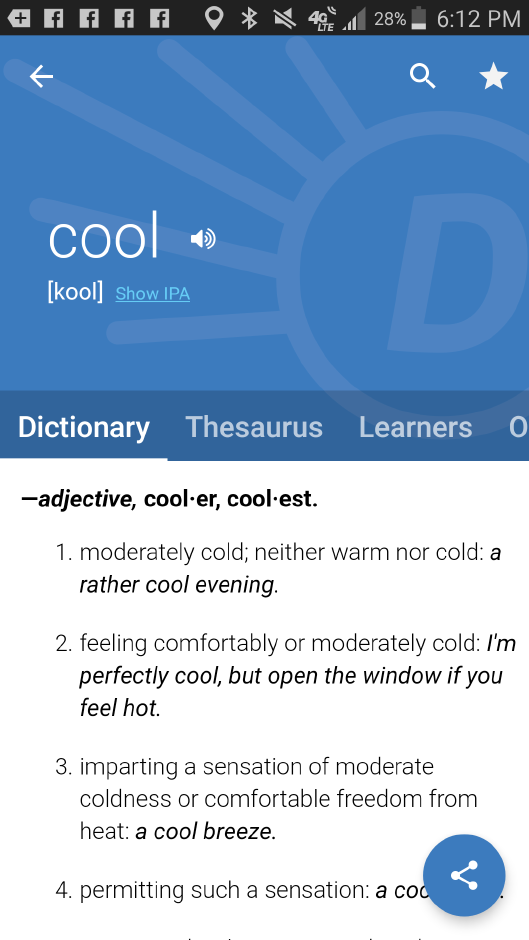 4G LTE 28% 6:12 PM
cool
[kool] Show IPA
D
Dictionary Thesaurus Learners O
—adjective, cool·er, cool·est.
1. moderately cold; neither warm nor cold: a
rather cool evening.
2. feeling comfortably or moderately cold: I'm
perfectly cool, but open the window if you
feel hot.
3. imparting a sensation of moderate
coldness or comfortable freedom from
heat: a cool breeze.
4. permitting such a sensation: a